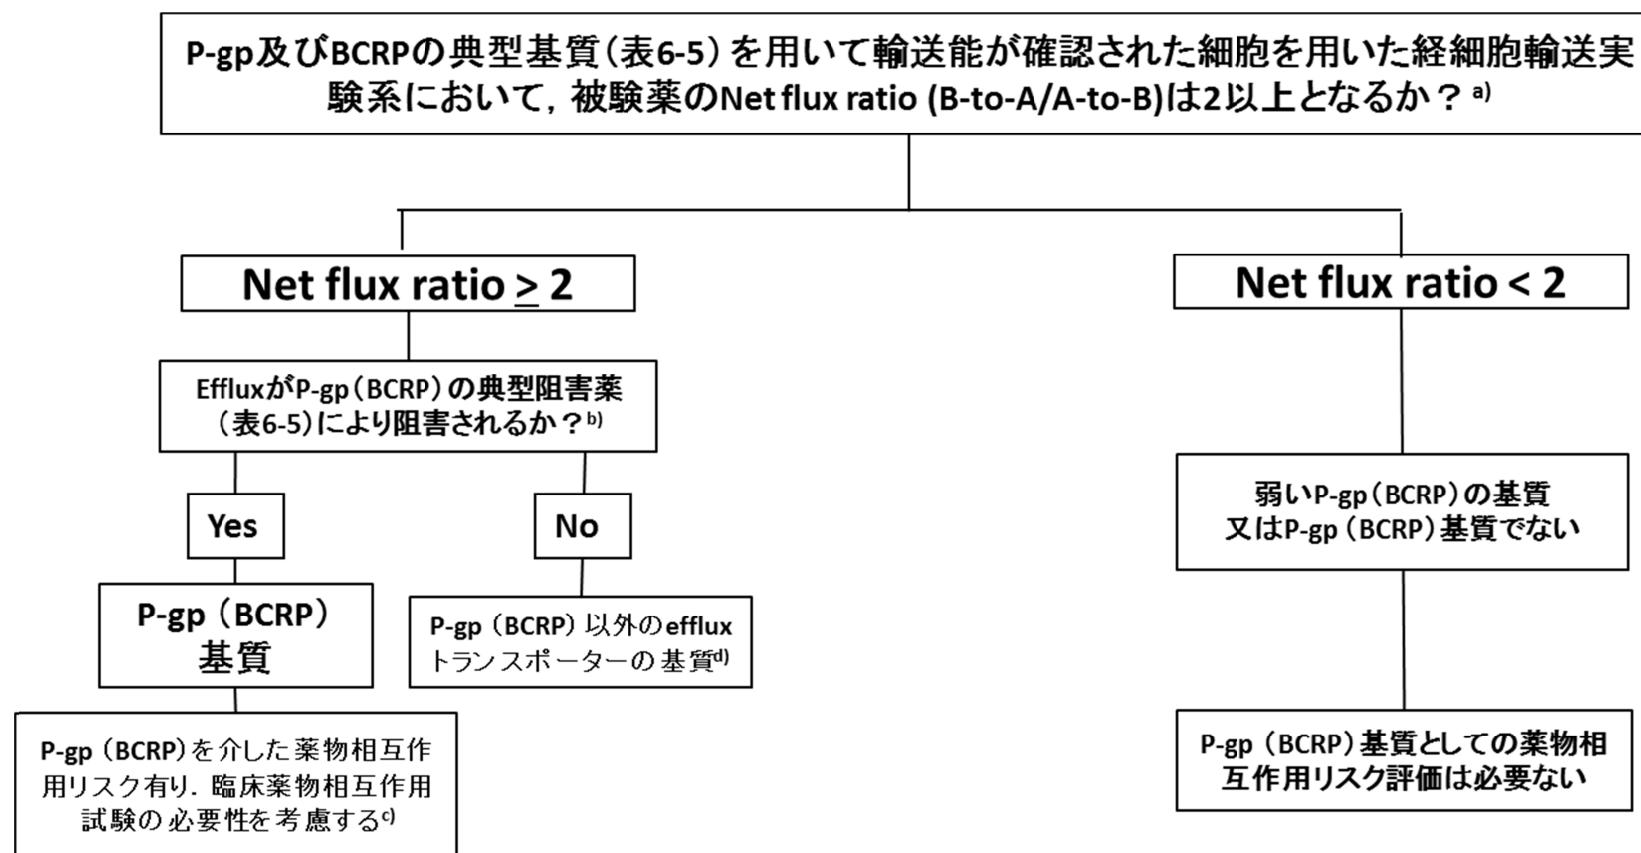 P-gp及びBCRPの典型基質（表6-5）を用いて輸送能が確認された細胞を用いた経細胞輸送実
験系において，被験薬のNet flux ratio (B-to-A/A-to-B)は2以上となるか？ a)
Net flux ratio ≥ 2
Net flux ratio < 2
EffluxがP-gp（BCRP）の典型阻害薬
（表6-5）により阻害されるか？b)
Yes
No
弱いP-gp（BCRP）の基質
又はP-gp（BCRP）基質でない
P-gp（BCRP）
基質
P-gp（BCRP）以外のefflux
トランスポーターの基質d)
P-gp（BCRP）を介した薬物相互作
用リスク有り．臨床薬物相互作用
試験の必要性を考慮するc)
P-gp（BCRP）基質としての薬物相
互作用リスク評価は必要ない